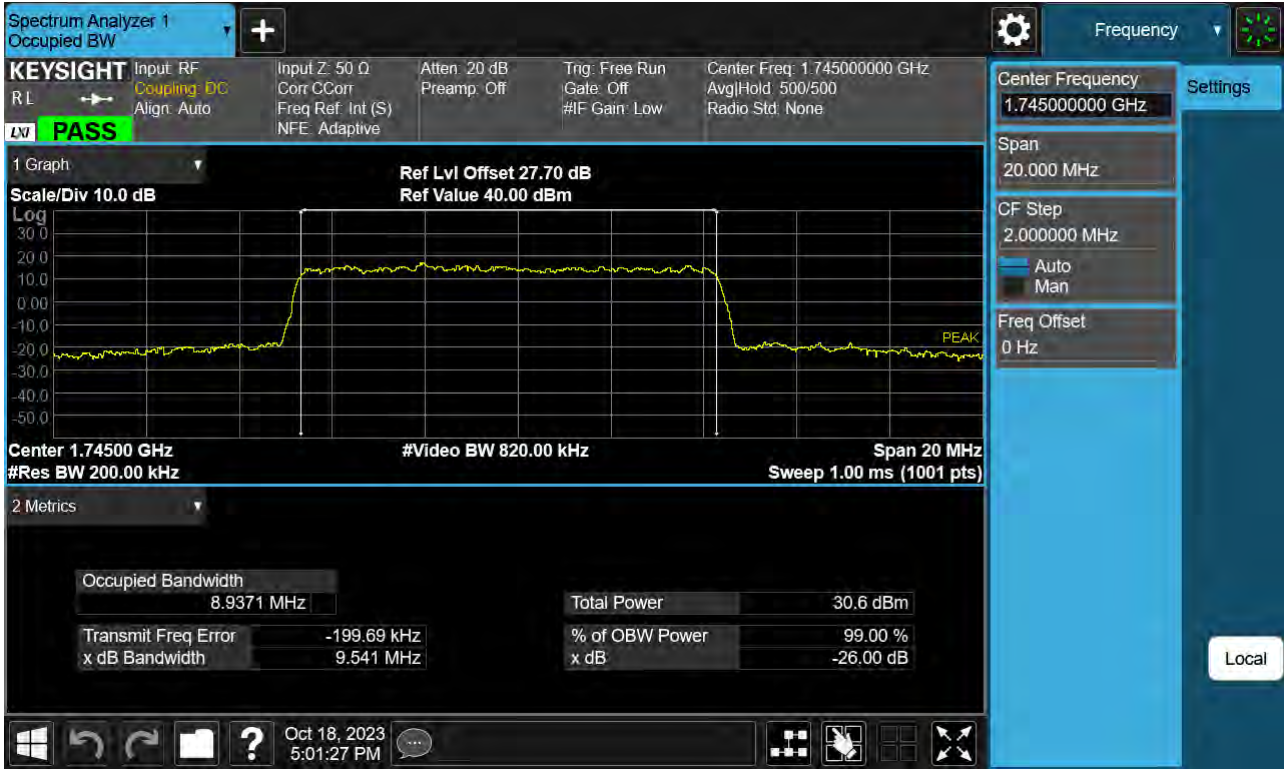 Spectrum Analyzer 1
Occupied BW
+
Frequency
KEYSIGHT
R L
LXI PASS
Input: RF
Coupling: DC
Align: Auto
Input Z: 50 Ω
Corr CCorr
Freq Ref: Int (S)
NFE: Adaptive
Atten: 20 dB
Preamp: Off
Trig: Free Run
Gate: Off
#IF Gain: Low
Center Freq: 1.745000000 GHz
Avg|Hold: 500/500
Radio Std: None
Center Frequency
1.745000000 GHz
Settings
Span
20.000 MHz
CF Step
2.000000 MHz
Auto
Man
Freq Offset
0 Hz
Local
1 Graph
Scale/Div 10.0 dB
Ref Lvl Offset 27.70 dB
Ref Value 40.00 dBm
Log
30.0
20.0
10.0
0.00
-10.0
-20.0
-30.0
-40.0
-50.0
PEAK
Center 1.74500 GHz
#Video BW 820.00 kHz
Span 20 MHz
#Res BW 200.00 kHz
Sweep 1.00 ms (1001 pts)
2 Metrics
Occupied Bandwidth
8.9371 MHz
Total Power 30.6 dBm
Transmit Freq Error -199.69 kHz
% of OBW Power 99.00 %
x dB Bandwidth 9.541 MHz
x dB -26.00 dB
?
Oct 18, 2023
5:01:27 PM